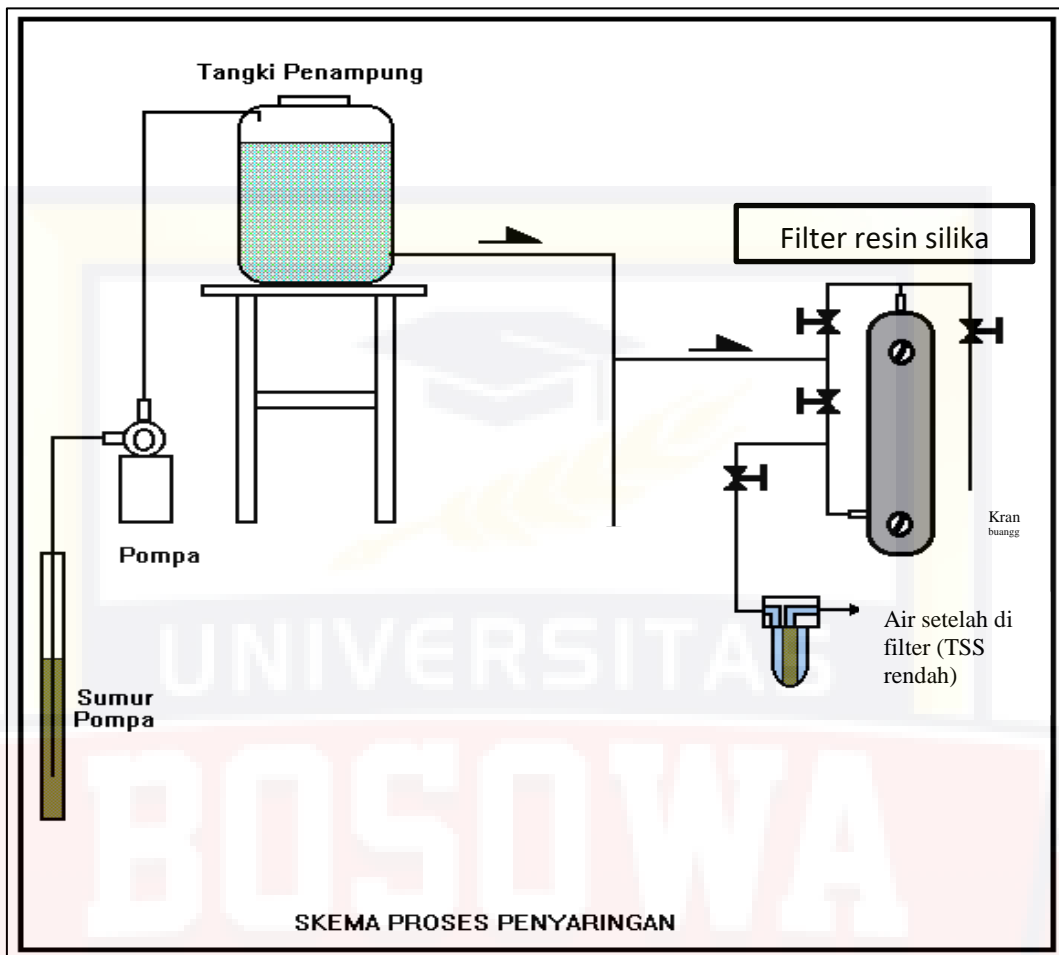 Tangki Penampung
Filter resin silika
Kran
buangg
Pompa
Air setelah di
filter (TSS
rendah)
UNIVERSITAS
Sumur
Pompa
BOSOWA
SKEMA PROSES PENYARINGAN